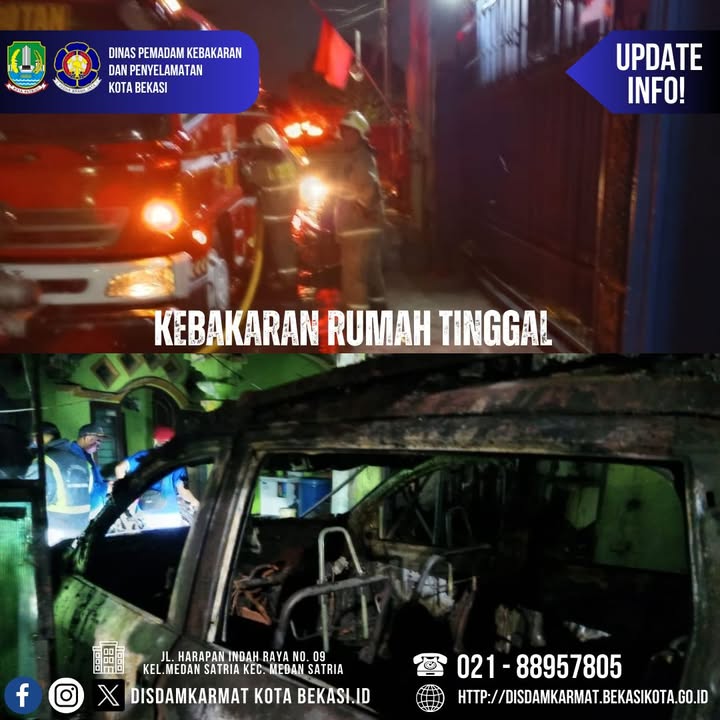 DINAS PEMADAM KEBAKARAN
DAN PENYELAMATAN
KOTA BEKASI
UPDATE
INFO!
KEBAKARAN RUMAH TINGGAL
JL. HARAPAN INDAH RAYA NO. 09
KEL.MEDAN SATRIA KEC. MEDAN SATRIA
021 - 88957805
DISDAMKARMAT KOTA BEKASI.ID
HTTP://DISDAMKARMAT.BEKASIKOTA.GO.ID